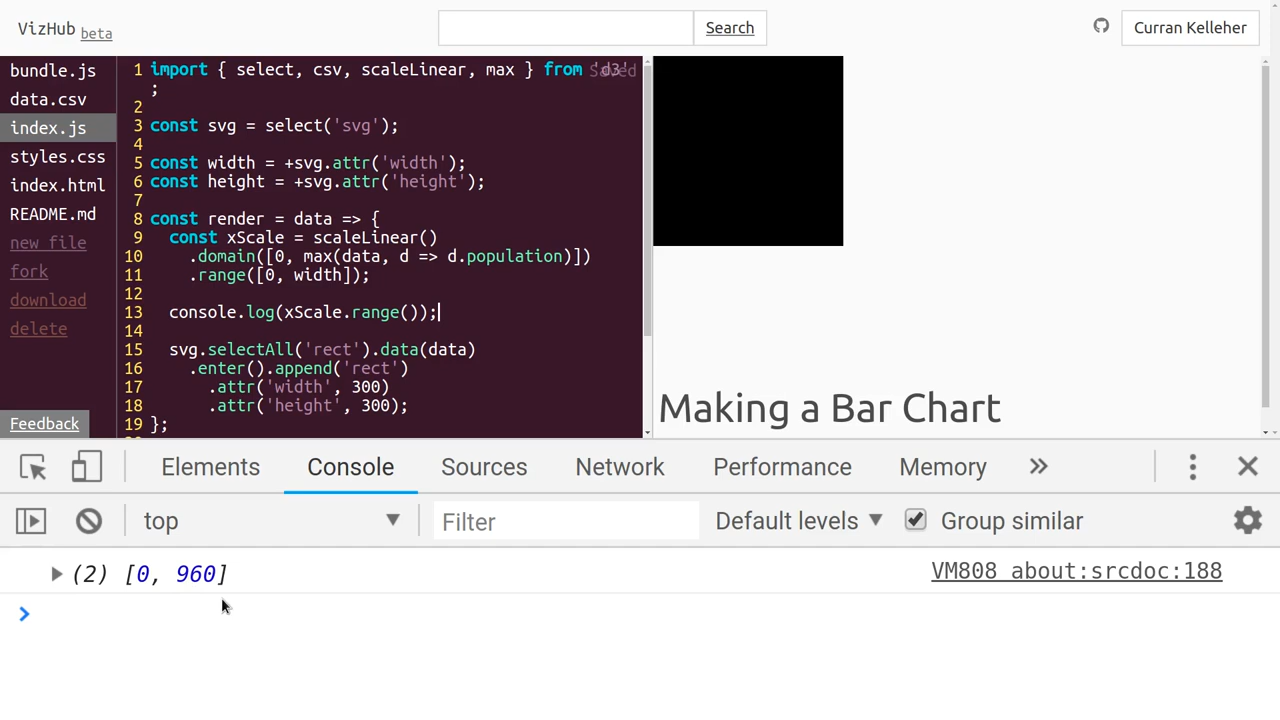 VizHub beta
Search
Curran Kelleher
bundle.js
data.csv
index.js
styles.css
index.html
README.md
new file
fork
download
delete
Feedback
1 import { select, csv, scaleLinear, max } from 'd3'
;
Saved
2
3 const svg = select('svg');
4
5 const width = +svg.attr('width');
6 const height = +svg.attr('height');
7
8 const render = data => {
9 const xScale = scaleLinear()
10 .domain([0, max(data, d => d.population)])
11 .range([0, width]);
12
13 console.log(xScale.range());
14
15 svg.selectAll('rect').data(data)
16 .enter().append('rect')
17 .attr('width', 300)
18 .attr('height', 300);
19 };
Making a Bar Chart
Elements Console Sources Network Performance Memory »
top Filter Default levels ▼ Group similar
(2) [0, 960] VM808 about:srcdoc:188
>